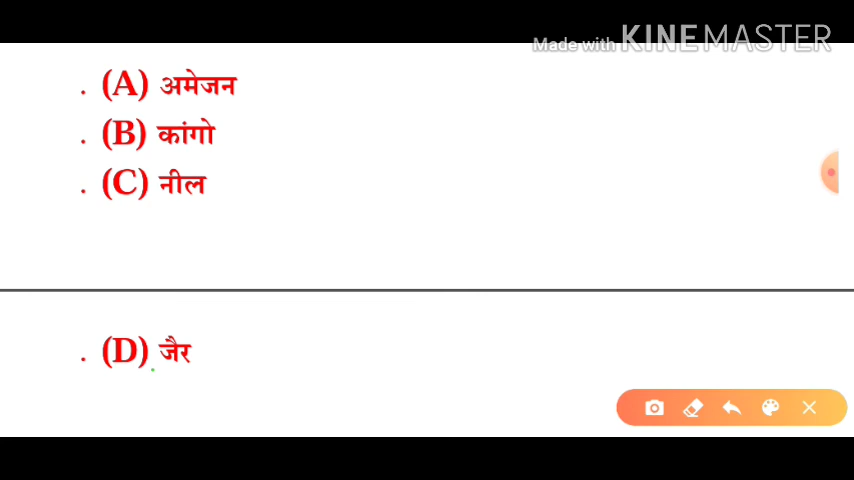 Made with KINEMASTER
. (A) अमेजन
. (B) कांगो
. (C) नील
. (D) जैर